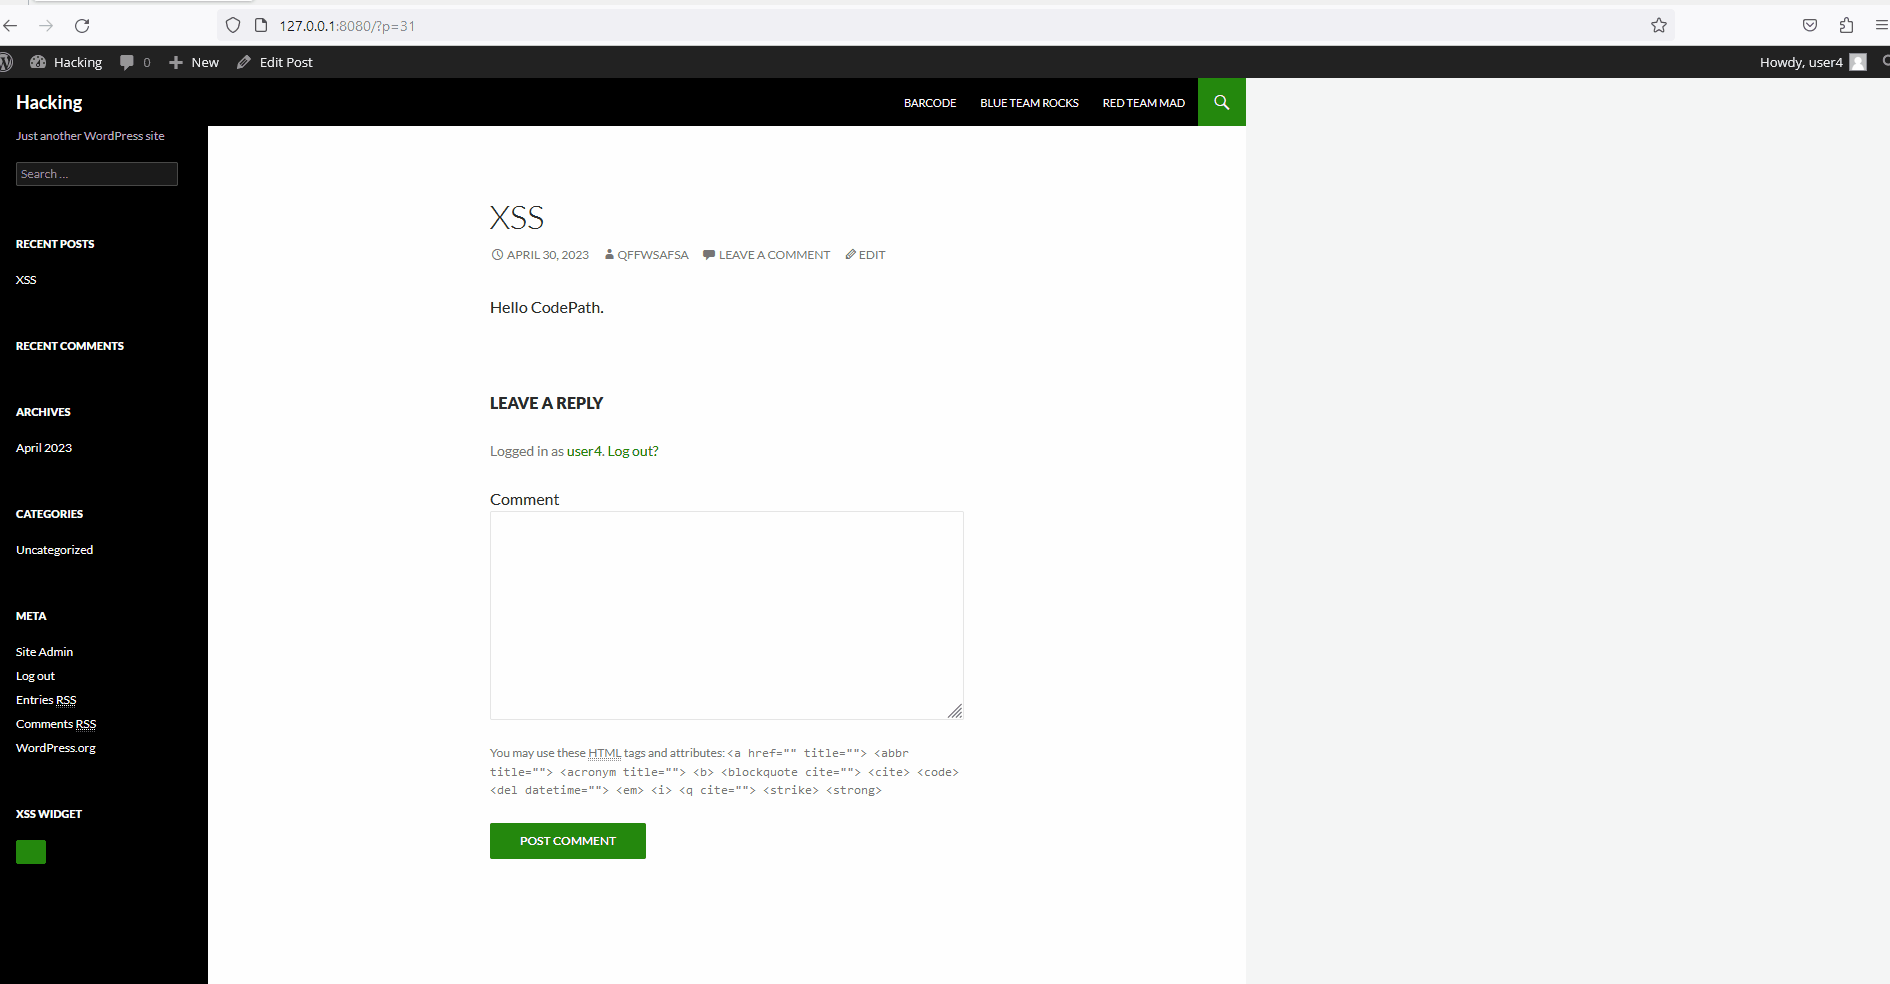 127.0.0.1:8080/?p=31
Hacking 0 New Edit Post Howdy, user4
Hacking BARCODE BLUE TEAM ROCKS RED TEAM MAD
Just another WordPress site
Search ...
RECENT POSTS
XSS
RECENT COMMENTS
ARCHIVES
April 2023
CATEGORIES
Uncategorized
META
Site Admin
Log out
Entries RSS
Comments RSS
WordPress.org
XSS WIDGET
XSS
APRIL 30, 2023 QFFWSAFSA LEAVE A COMMENT EDIT
Hello CodePath.
LEAVE A REPLY
Logged in as user4. Log out?
Comment
You may use these HTML tags and attributes: <a href="" title=""> <abbr
title=""> <acronym title=""> <b> <blockquote cite=""> <cite> <code>
<del datetime=""> <em> <i> <q cite=""> <strike> <strong>
POST COMMENT